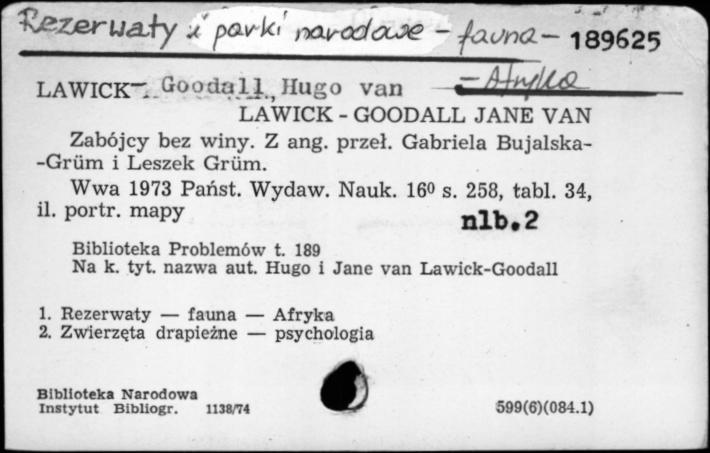 Rezerwaty i parki narodowe - fauna - 189625
- Afryka
LAWICK - Goodall, Hugo van
LAWICK - GOODALL JANE VAN
Zabójcy bez winy. Z ang. przeł. Gabriela Bujalska-
-Grüm i Leszek Grüm.
Wwa 1973 Państ. Wydaw. Nauk. 16⁰ s. 258, tabl. 34,
il. portr. mapy
nlb.2
Biblioteka Problemów t. 189
Na k. tyt. nazwa aut. Hugo i Jane van Lawick-Goodall
1. Rezerwaty — fauna — Afryka
2. Zwierzęta drapieżne — psychologia
Biblioteka Narodowa
Instytut Bibliogr. 1138/74
599(6)(084.1)